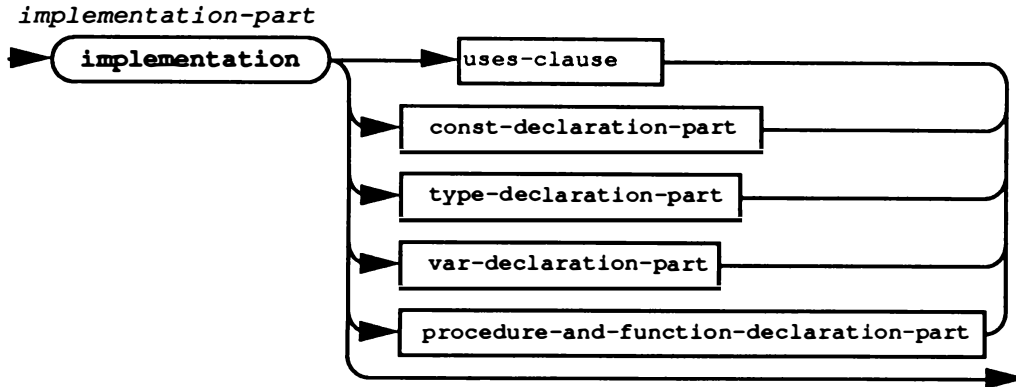 implementation-part
implementation
uses-clause
const-declaration-part
type-declaration-part
var-declaration-part
procedure-and-function-declaration-part